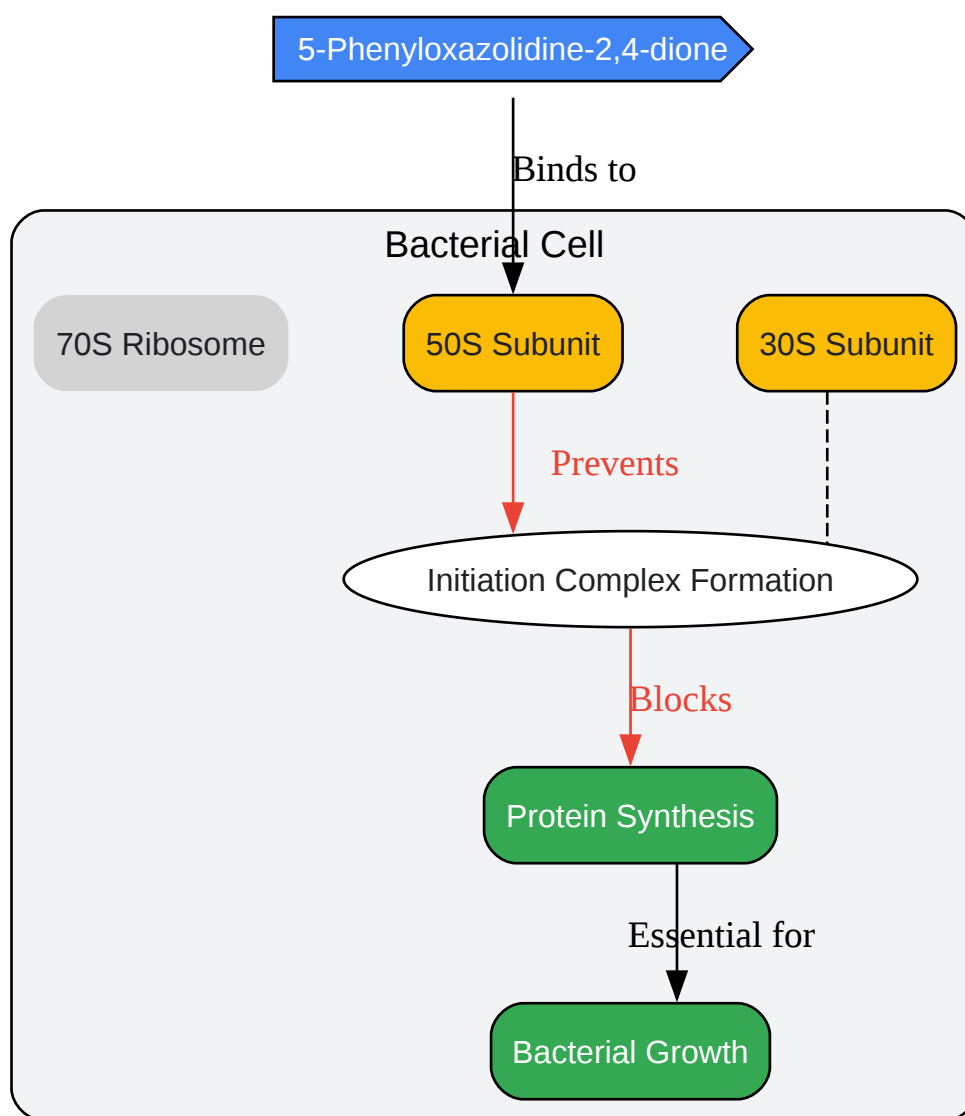 5-Phenyloxazolidine-2,4-dione
Binds to
Bacterial Cell
70S Ribosome
50S Subunit
30S Subunit
Prevents
Initiation Complex Formation
Blocks
Protein Synthesis
Essential for
Bacterial Growth